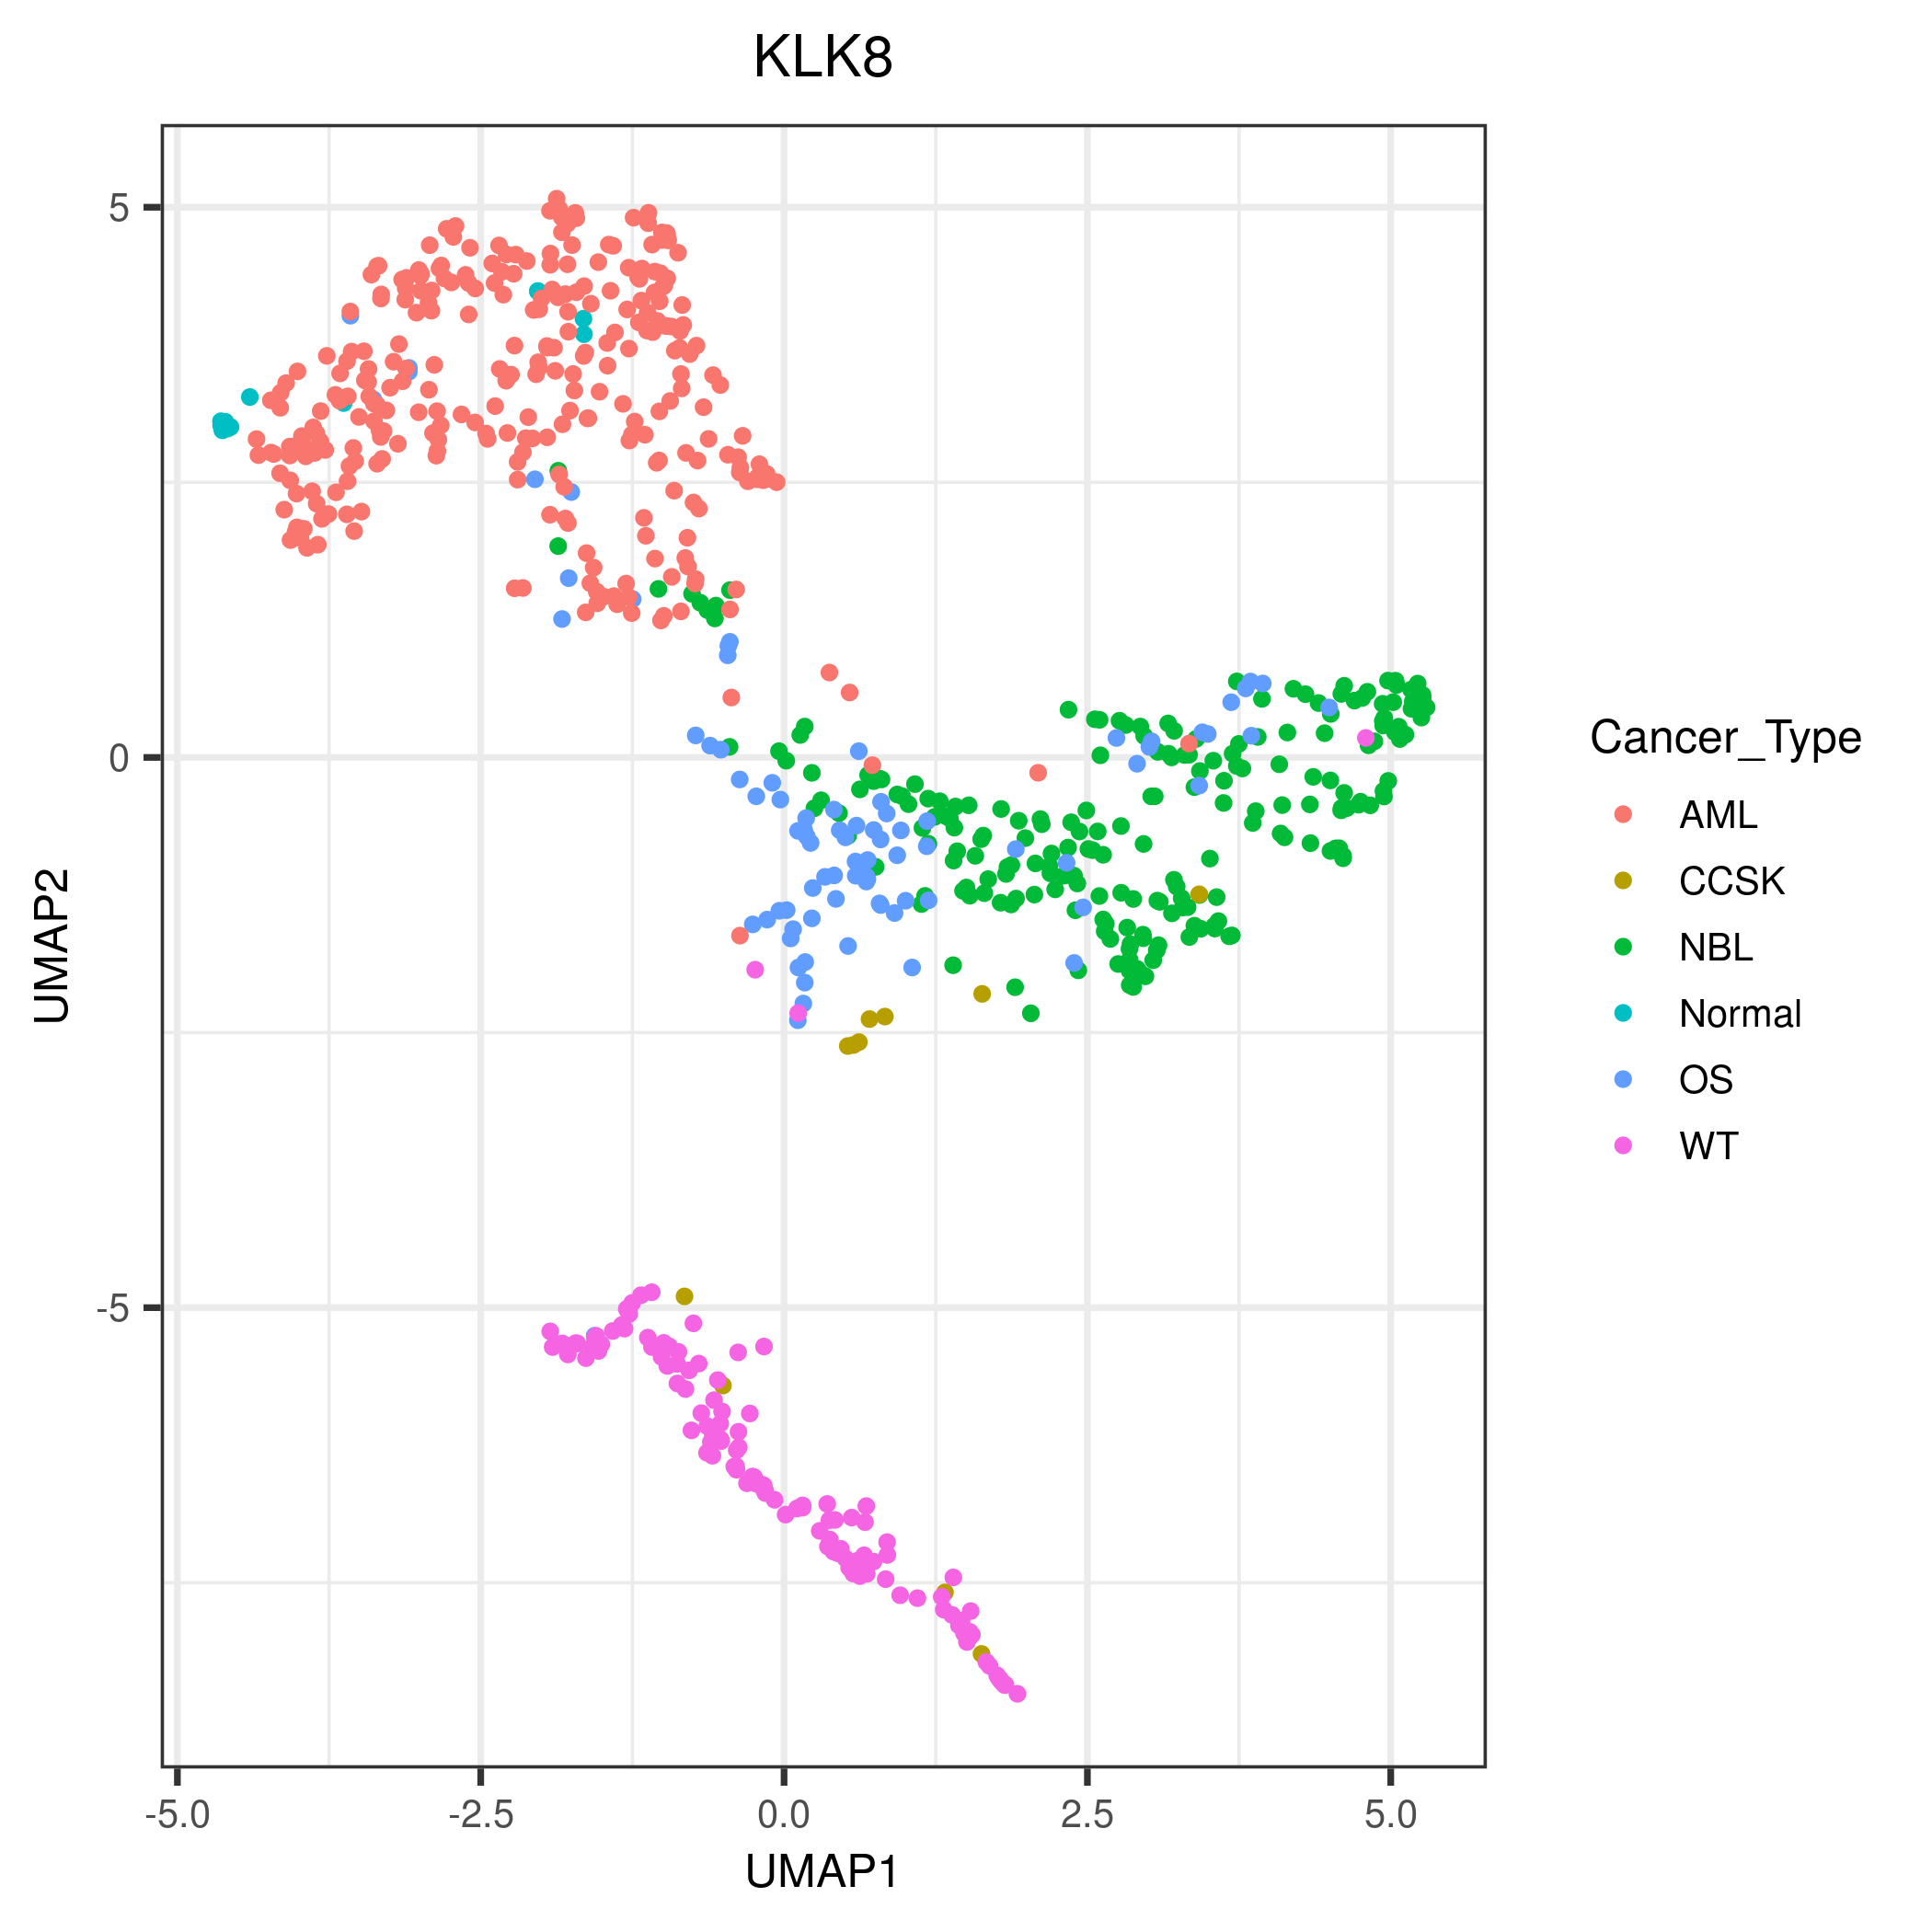 KLK8
5
0
-5
UMAP2
-5.0 -2.5 0.0 2.5 5.0
UMAP1
Cancer_Type
AML
CCSK
NBL
Normal
OS
WT